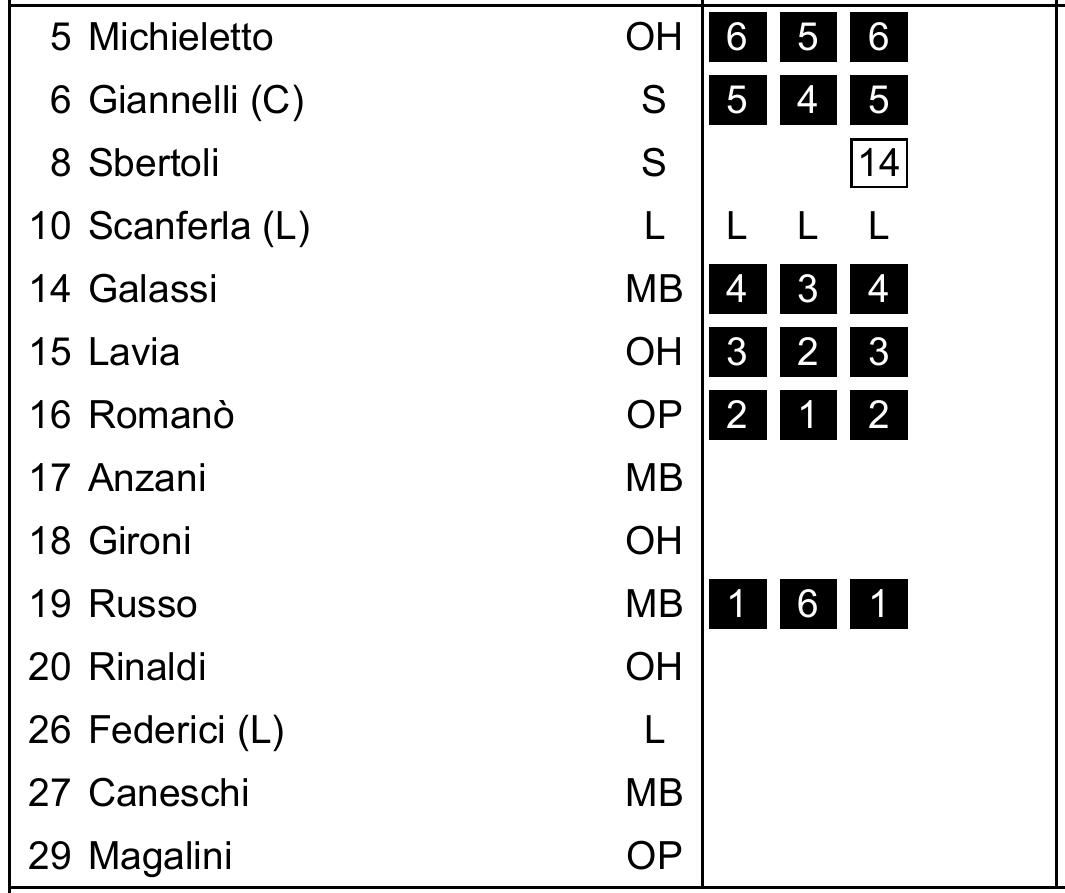 5 Michieletto OH 6 5 6
6 Giannelli (C) S 5 4 5
8 Sbertoli S 14
10 Scanferla (L) L L L L
14 Galassi MB 4 3 4
15 Lavia OH 3 2 3
16 Romanò OP 2 1 2
17 Anzani MB
18 Gironi OH
19 Russo MB 1 6 1
20 Rinaldi OH
26 Federici (L) L
27 Caneschi MB
29 Magalini OP